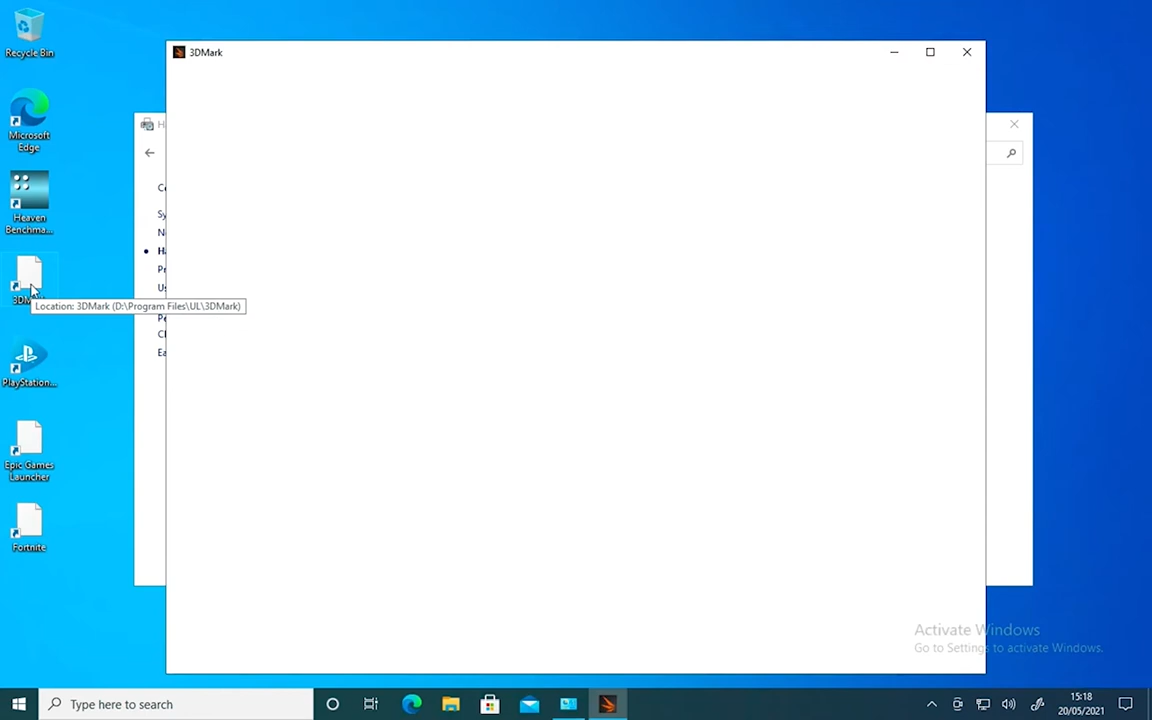 Recycle Bin
Microsoft
Edge
Heaven
Benchma...
3DM
Location: 3DMark (D:\Program Files\UL\3DMark)
PlayStation...
Epic Games
Launcher
Fortnite
3DMark
Activate Windows
Go to Settings to activate Windows.
Type here to search
15:18
20/05/2021